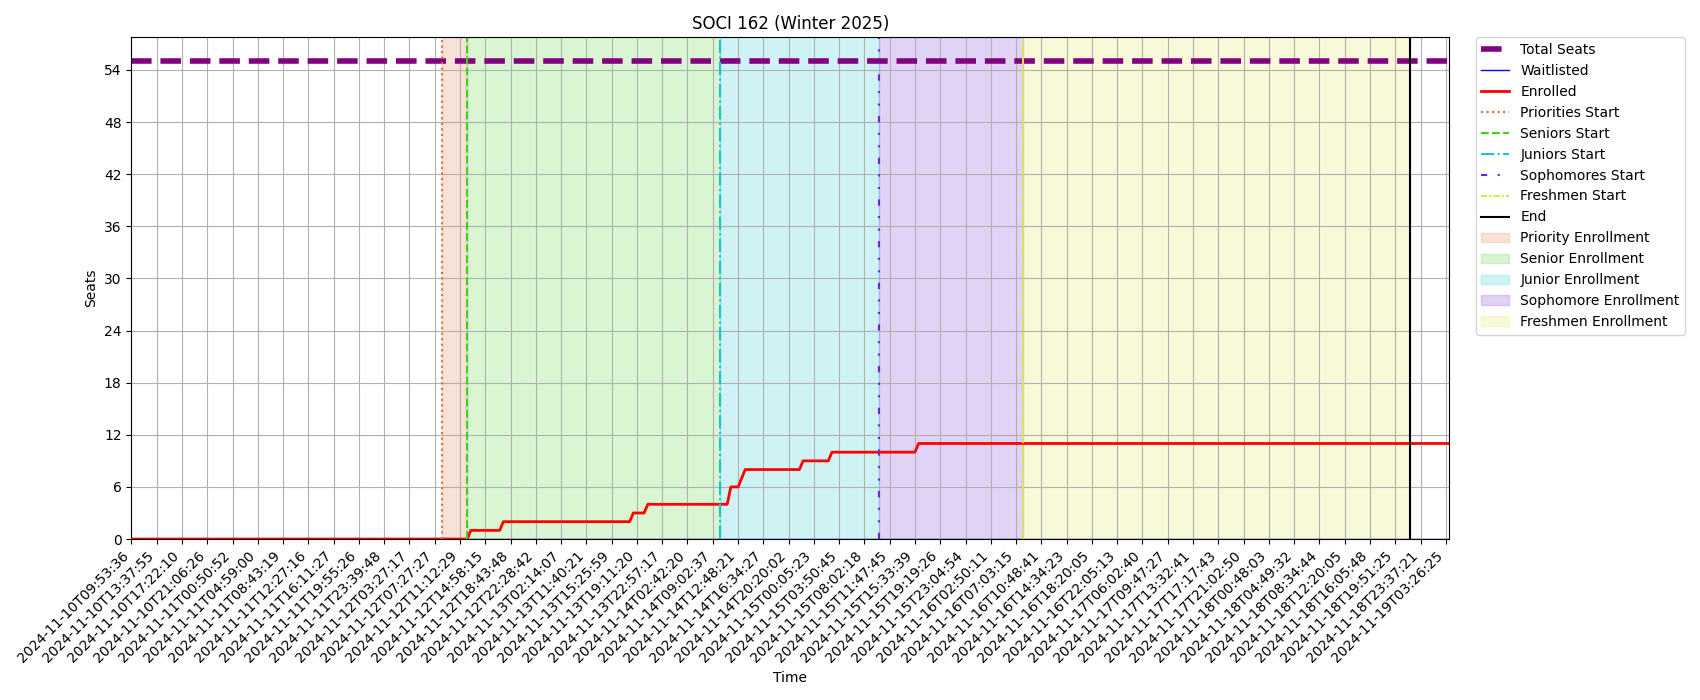 SOCI 162 (Winter 2025)
Seats
54
48
42
36
30
24
18
12
6
0
2024-11-10T09:53:36
2024-11-10T13:37:55
2024-11-10T17:22:10
2024-11-10T21:06:26
2024-11-11T00:50:52
2024-11-11T04:59:00
2024-11-11T08:43:19
2024-11-11T12:27:16
2024-11-11T16:11:27
2024-11-11T19:55:26
2024-11-11T23:39:48
2024-11-12T03:27:17
2024-11-12T07:27:27
2024-11-12T11:12:29
2024-11-12T14:58:15
2024-11-12T18:43:48
2024-11-12T22:28:42
2024-11-13T02:14:07
2024-11-13T11:40:21
2024-11-13T15:25:59
2024-11-13T19:11:20
2024-11-13T22:57:17
2024-11-14T02:42:20
2024-11-14T09:02:37
2024-11-14T12:48:21
2024-11-14T16:34:27
2024-11-14T20:20:02
2024-11-15T00:05:23
2024-11-15T03:50:45
2024-11-15T08:02:18
2024-11-15T11:47:45
2024-11-15T15:33:39
2024-11-15T19:19:26
2024-11-15T23:04:54
2024-11-16T02:50:11
2024-11-16T07:03:15
2024-11-16T10:48:41
2024-11-16T14:34:23
2024-11-16T18:20:05
2024-11-16T22:05:13
2024-11-17T06:02:40
2024-11-17T09:47:27
2024-11-17T13:32:41
2024-11-17T17:17:43
2024-11-17T21:02:50
2024-11-18T00:48:03
2024-11-18T04:49:32
2024-11-18T08:34:44
2024-11-18T12:20:05
2024-11-18T16:05:48
2024-11-18T19:51:25
2024-11-18T23:37:21
2024-11-19T03:26:25
Time
Total Seats
Waitlisted
Enrolled
Priorities Start
Seniors Start
Juniors Start
Sophomores Start
Freshmen Start
End
Priority Enrollment
Senior Enrollment
Junior Enrollment
Sophomore Enrollment
Freshmen Enrollment